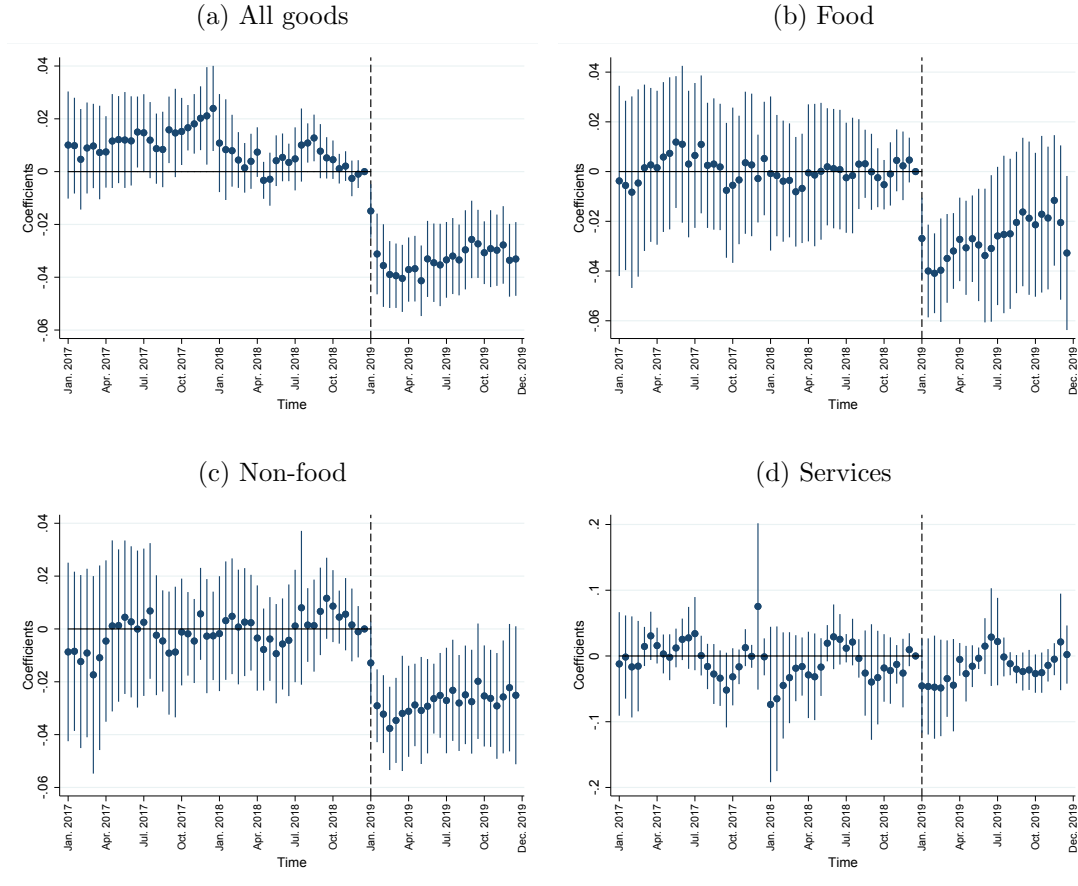 (a) All goods
Coefficients
.04
.02
0
-.02
-.04
-.06
Jan. 2017
Apr. 2017
Jul. 2017
Oct. 2017
Jan. 2018
Apr. 2018
Jul. 2018
Oct. 2018
Jan. 2019
Apr. 2019
Jul. 2019
Oct. 2019
Dec. 2019
Time
(b) Food
Coefficients
.04
.02
0
-.02
-.04
-.06
Jan. 2017
Apr. 2017
Jul. 2017
Oct. 2017
Jan. 2018
Apr. 2018
Jul. 2018
Oct. 2018
Jan. 2019
Apr. 2019
Jul. 2019
Oct. 2019
Dec. 2019
Time
(c) Non-food
Coefficients
.04
.02
0
-.02
-.04
-.06
Jan. 2017
Apr. 2017
Jul. 2017
Oct. 2017
Jan. 2018
Apr. 2018
Jul. 2018
Oct. 2018
Jan. 2019
Apr. 2019
Jul. 2019
Oct. 2019
Dec. 2019
Time
(d) Services
Coefficients
.2
.1
0
-.1
-.2
Jan. 2017
Apr. 2017
Jul. 2017
Oct. 2017
Jan. 2018
Apr. 2018
Jul. 2018
Oct. 2018
Jan. 2019
Apr. 2019
Jul. 2019
Oct. 2019
Dec. 2019
Time